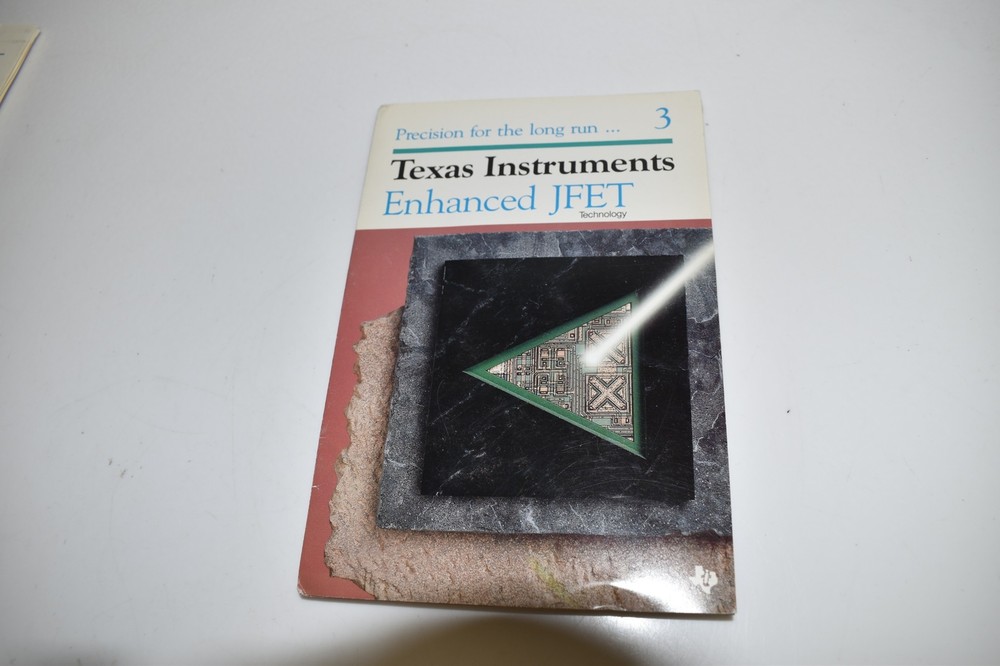 Precision for the long run ... 3
Texas Instruments
Enhanced JFET
Technology